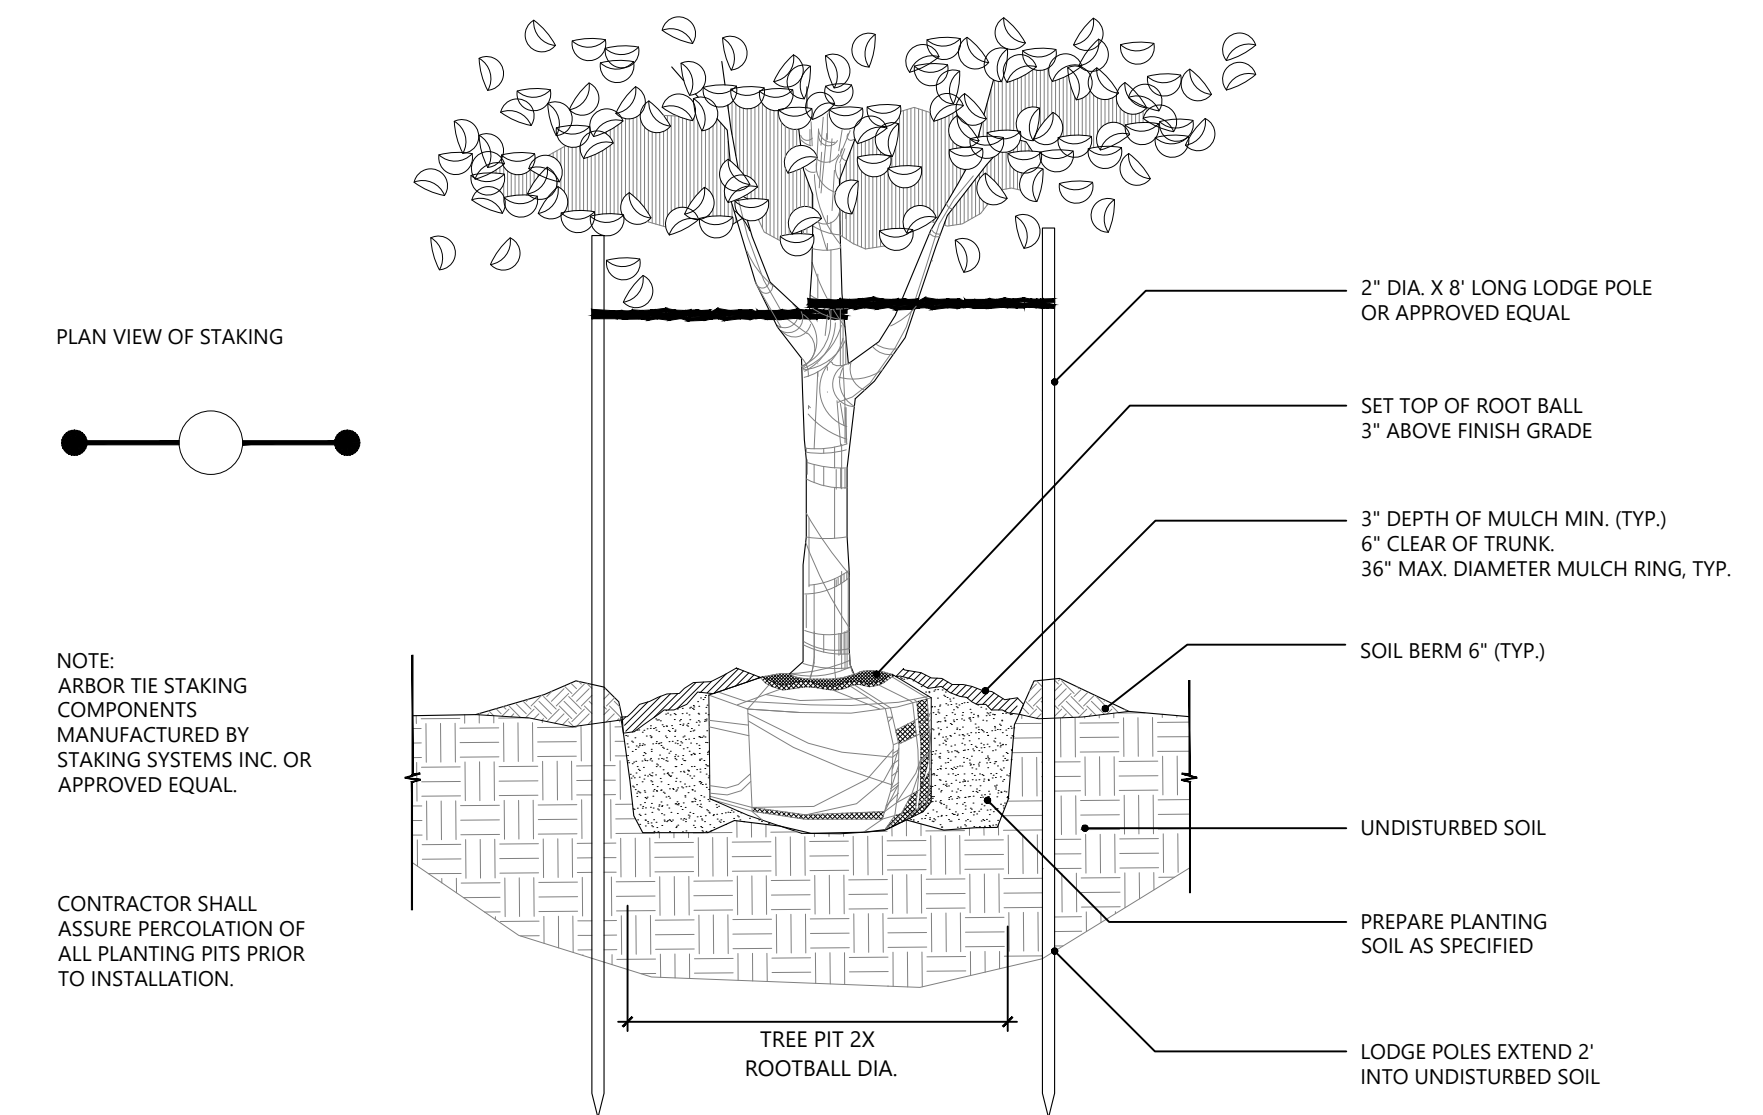 PLAN VIEW OF STAKING
NOTE:
ARBOR TIE STAKING
COMPONENTS
MANUFACTURED BY
STAKING SYSTEMS INC. OR
APPROVED EQUAL.
CONTRACTOR SHALL
ASSURE PERCOLATION OF
ALL PLANTING PITS PRIOR
TO INSTALLATION.
2" DIA. X 8' LONG LODGE POLE
OR APPROVED EQUAL
SET TOP OF ROOT BALL
3" ABOVE FINISH GRADE
3" DEPTH OF MULCH MIN. (TYP.)
6" CLEAR OF TRUNK.
36" MAX. DIAMETER MULCH RING, TYP.
SOIL BERM 6" (TYP.)
UNDISTURBED SOIL
PREPARE PLANTING
SOIL AS SPECIFIED
LODGE POLES EXTEND 2'
INTO UNDISTURBED SOIL
TREE PIT 2X
ROOTBALL DIA.